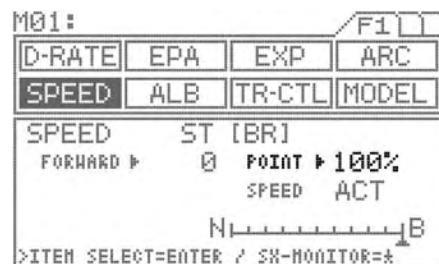 M01: F1
D-RATE EPA EXP ARC
SPEED ALB TR-CTL MODEL
SPEED ST [BR]
FORWARD ▶ 0 POINT ▶ 100%
SPEED ACT
N B
>ITEM SELECT=ENTER / SX-MONITOR=±